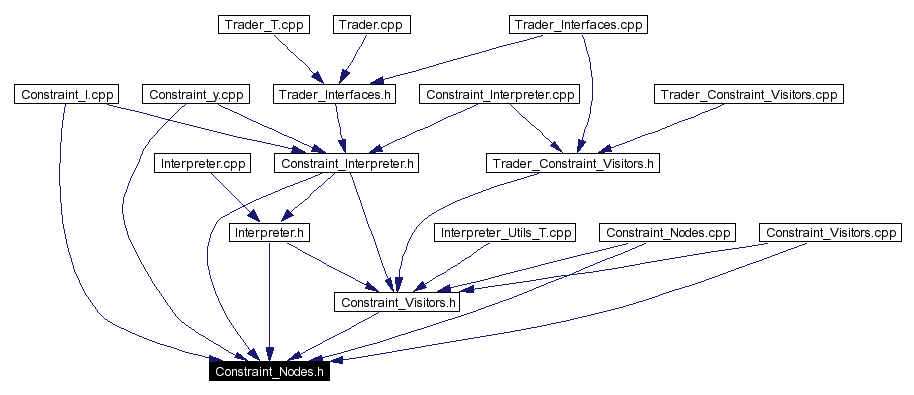 Trader_T.cpp
Trader.cpp
Trader_Interfaces.cpp
Constraint_l.cpp
Constraint_y.cpp
Trader_Interfaces.h
Constraint_Interpreter.cpp
Trader_Constraint_Visitors.cpp
Interpreter.cpp
Constraint_Interpreter.h
Trader_Constraint_Visitors.h
Interpreter.h
Interpreter_Utils_T.cpp
Constraint_Nodes.cpp
Constraint_Visitors.cpp
Constraint_Visitors.h
Constraint_Nodes.h